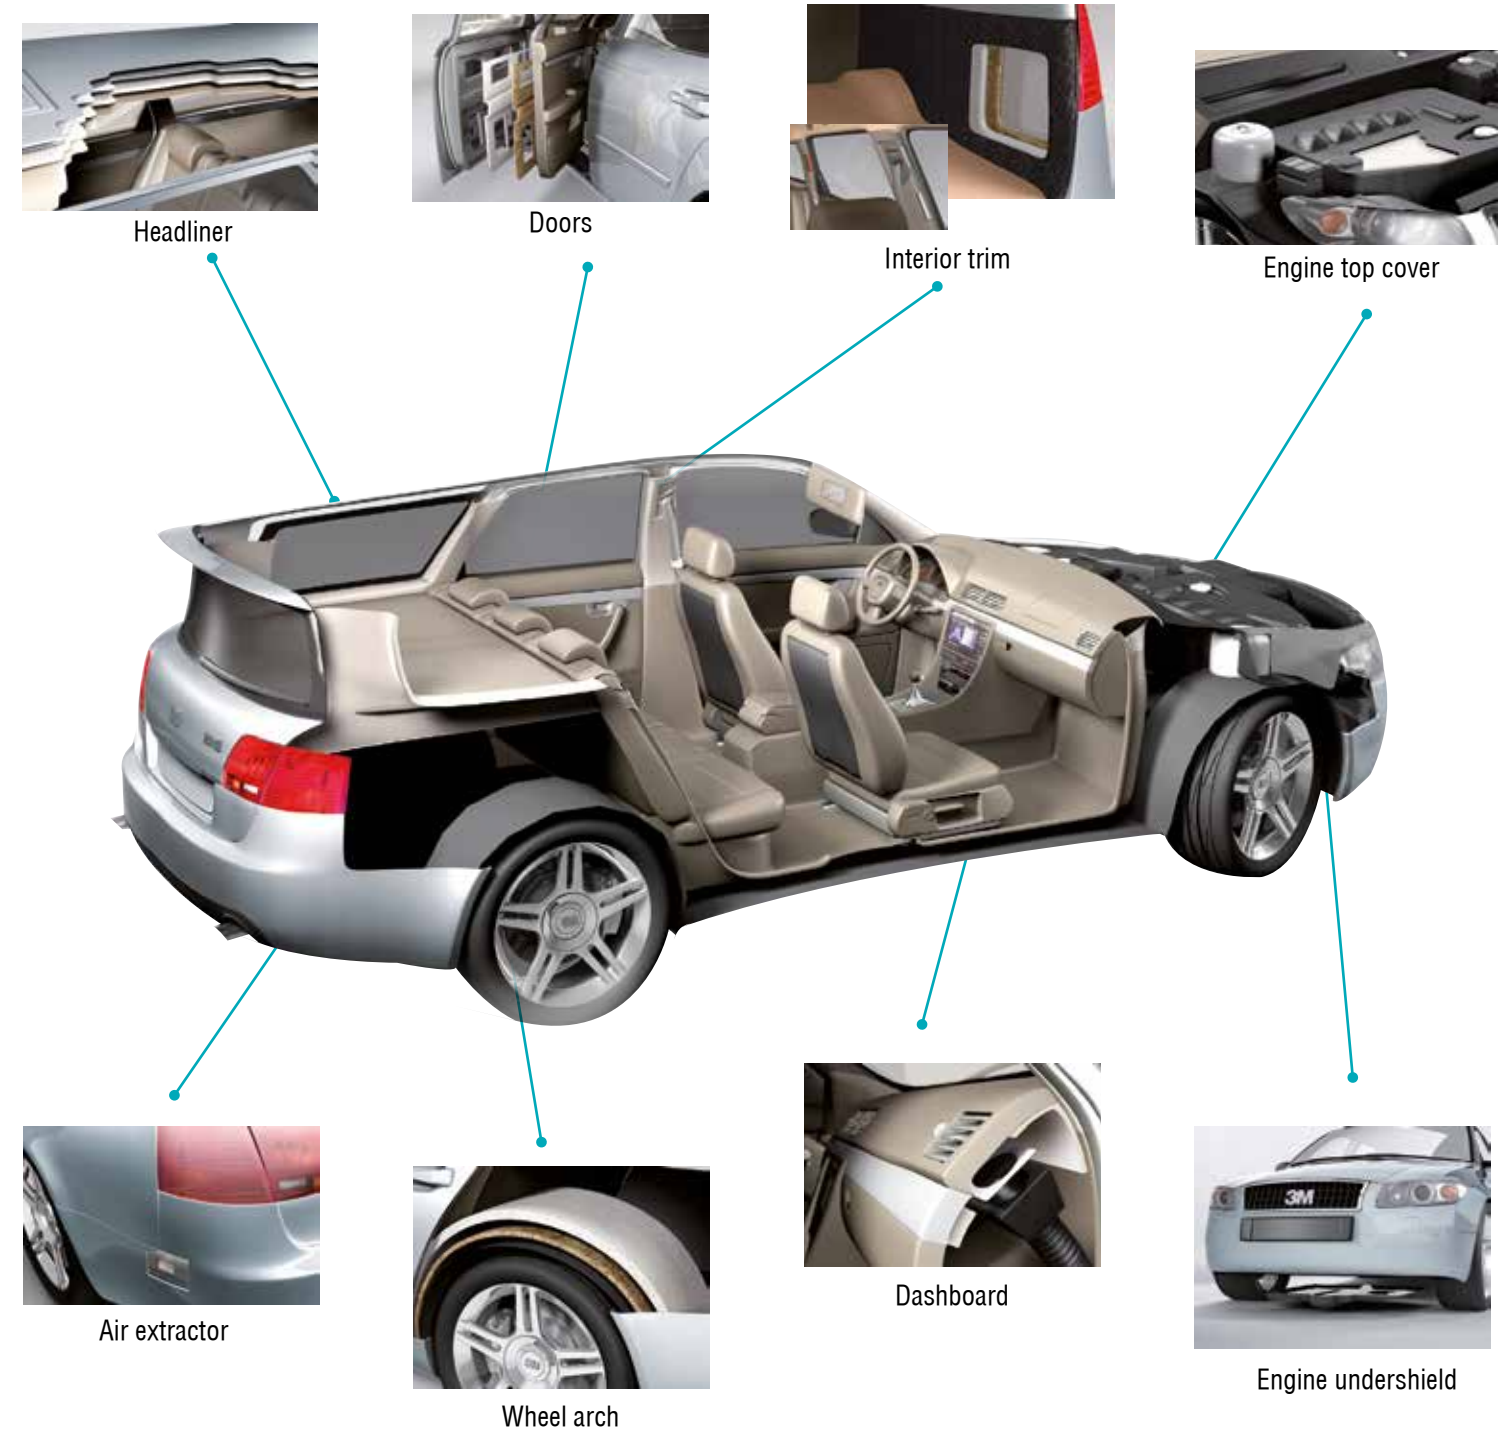 Headliner
Doors
Interior trim
Engine top cover
Air extractor
Wheel arch
Dashboard
3M
Engine undershield